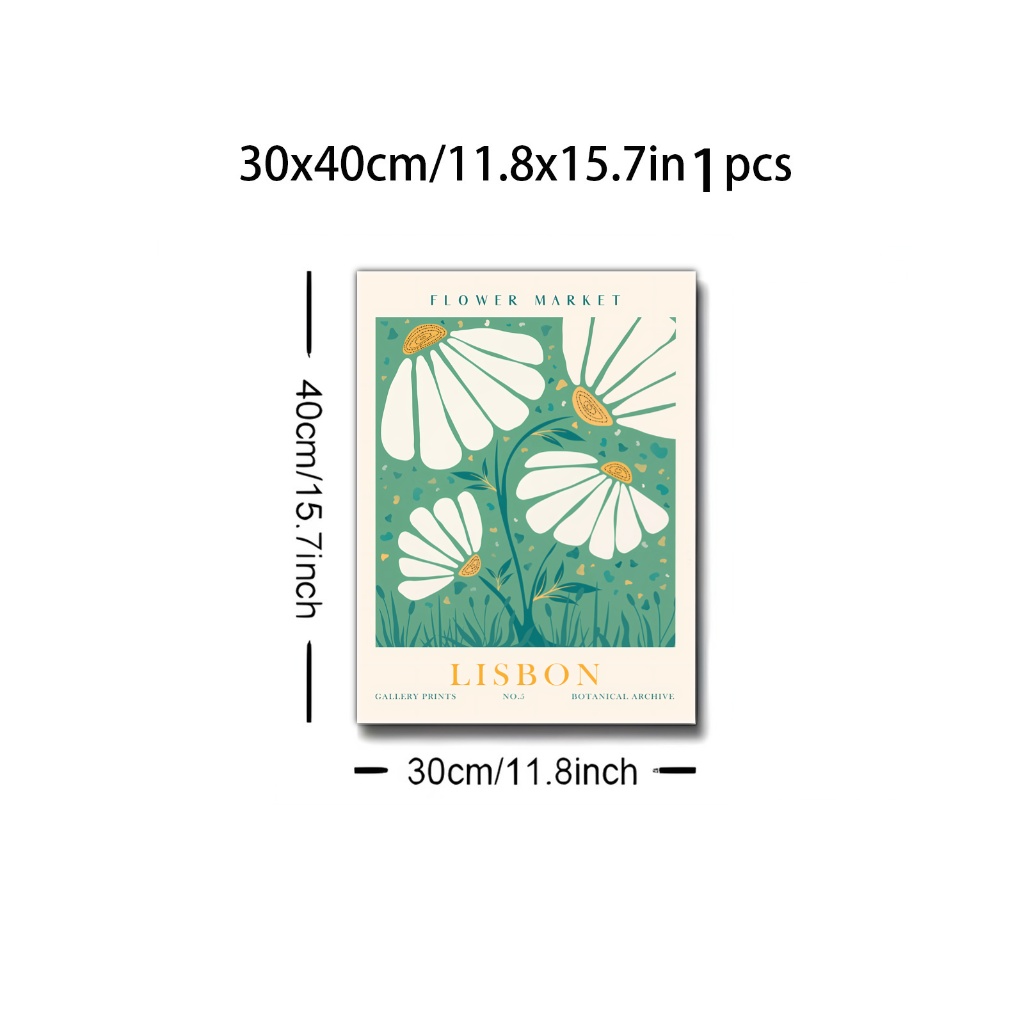 30x40cm/11.8x15.7in 1 pcs
FLOWER MARKET
40cm/15.7inch
LISBON
GALLERY PRINTS NO.5 BOTANICAL ARCHIVE
30cm/11.8inch